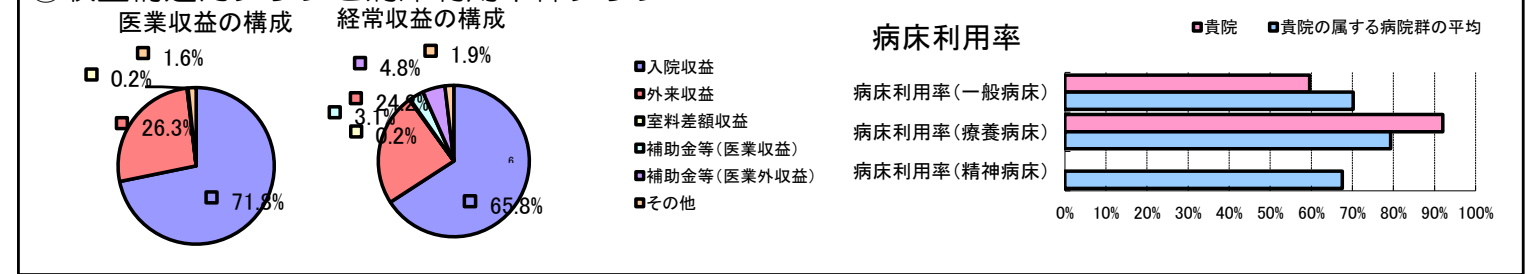 医業収益の構成
1.6%
0.2%
26.3%
71.8%
経常収益の構成
1.9%
4.8%
24.2%
3.1%
0.2%
65.8%
入院収益
外来収益
室料差額収益
補助金等(医業収益)
補助金等(医業外収益)
その他
病床利用率
貴院 貴院の属する病院群の平均
病床利用率(一般病床)
病床利用率(療養病床)
病床利用率(精神病床)
0% 10% 20% 30% 40% 50% 60% 70% 80% 90% 100%